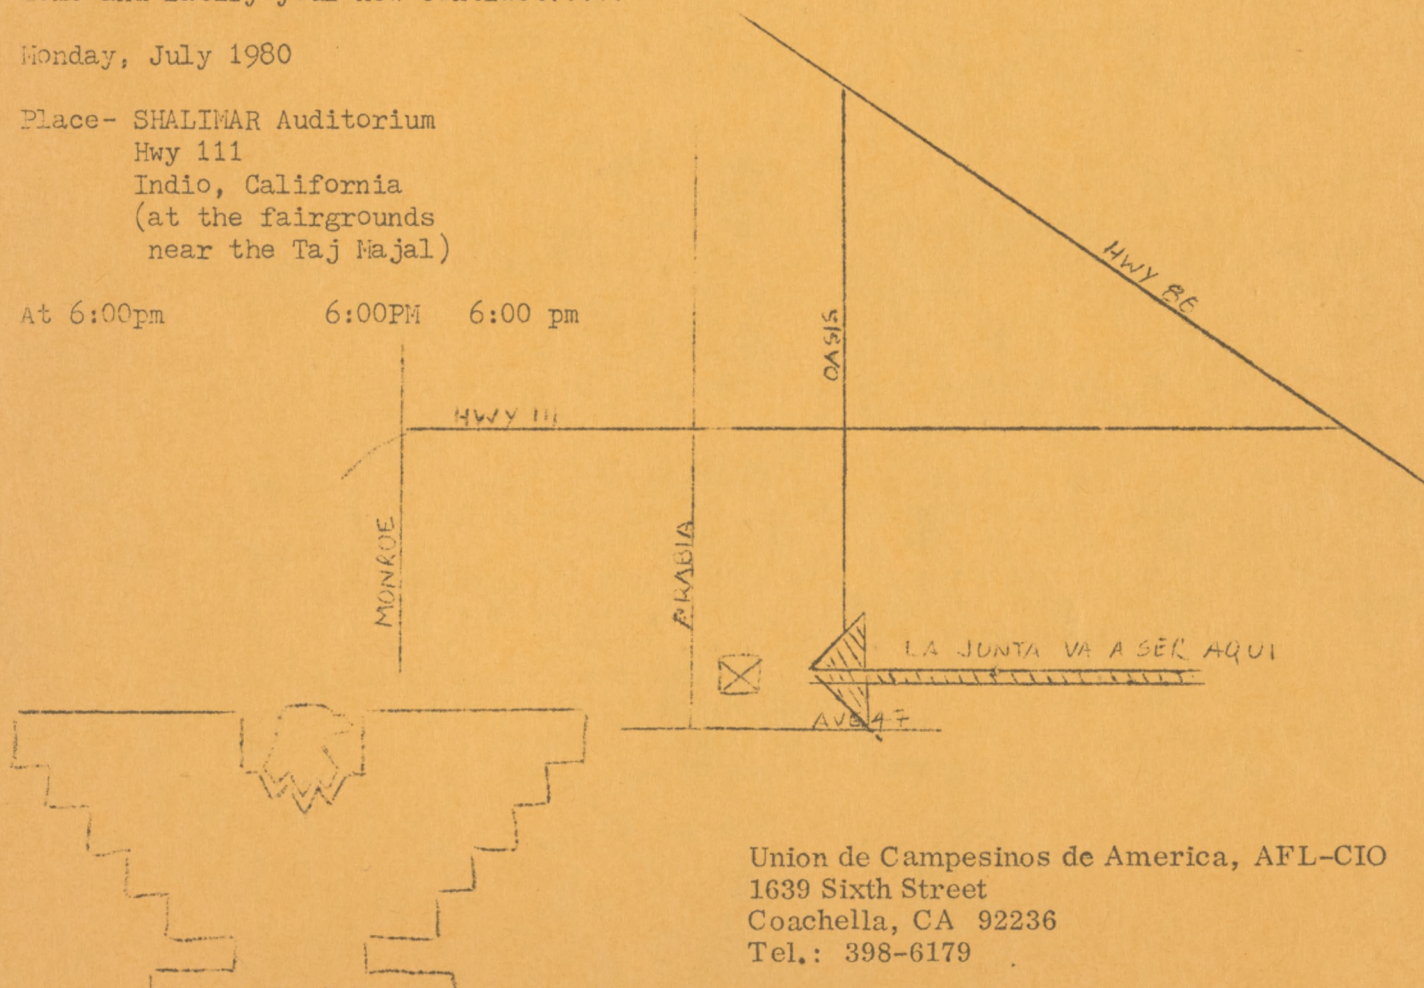 Monday, July 1980
Place- SHALIMAR Auditorium
Hwy 111
Indio, California
(at the fairgrounds
near the Taj Majal)
At 6:00pm 6:00PM 6:00 pm
HWY 86
OASIS
HWY 111
MONROE
ARABIA
LA JUNTA VA A SER AQUI
AVE 47
Union de Campesinos de America, AFL-CIO
1639 Sixth Street
Coachella, CA 92236
Tel.: 398-6179